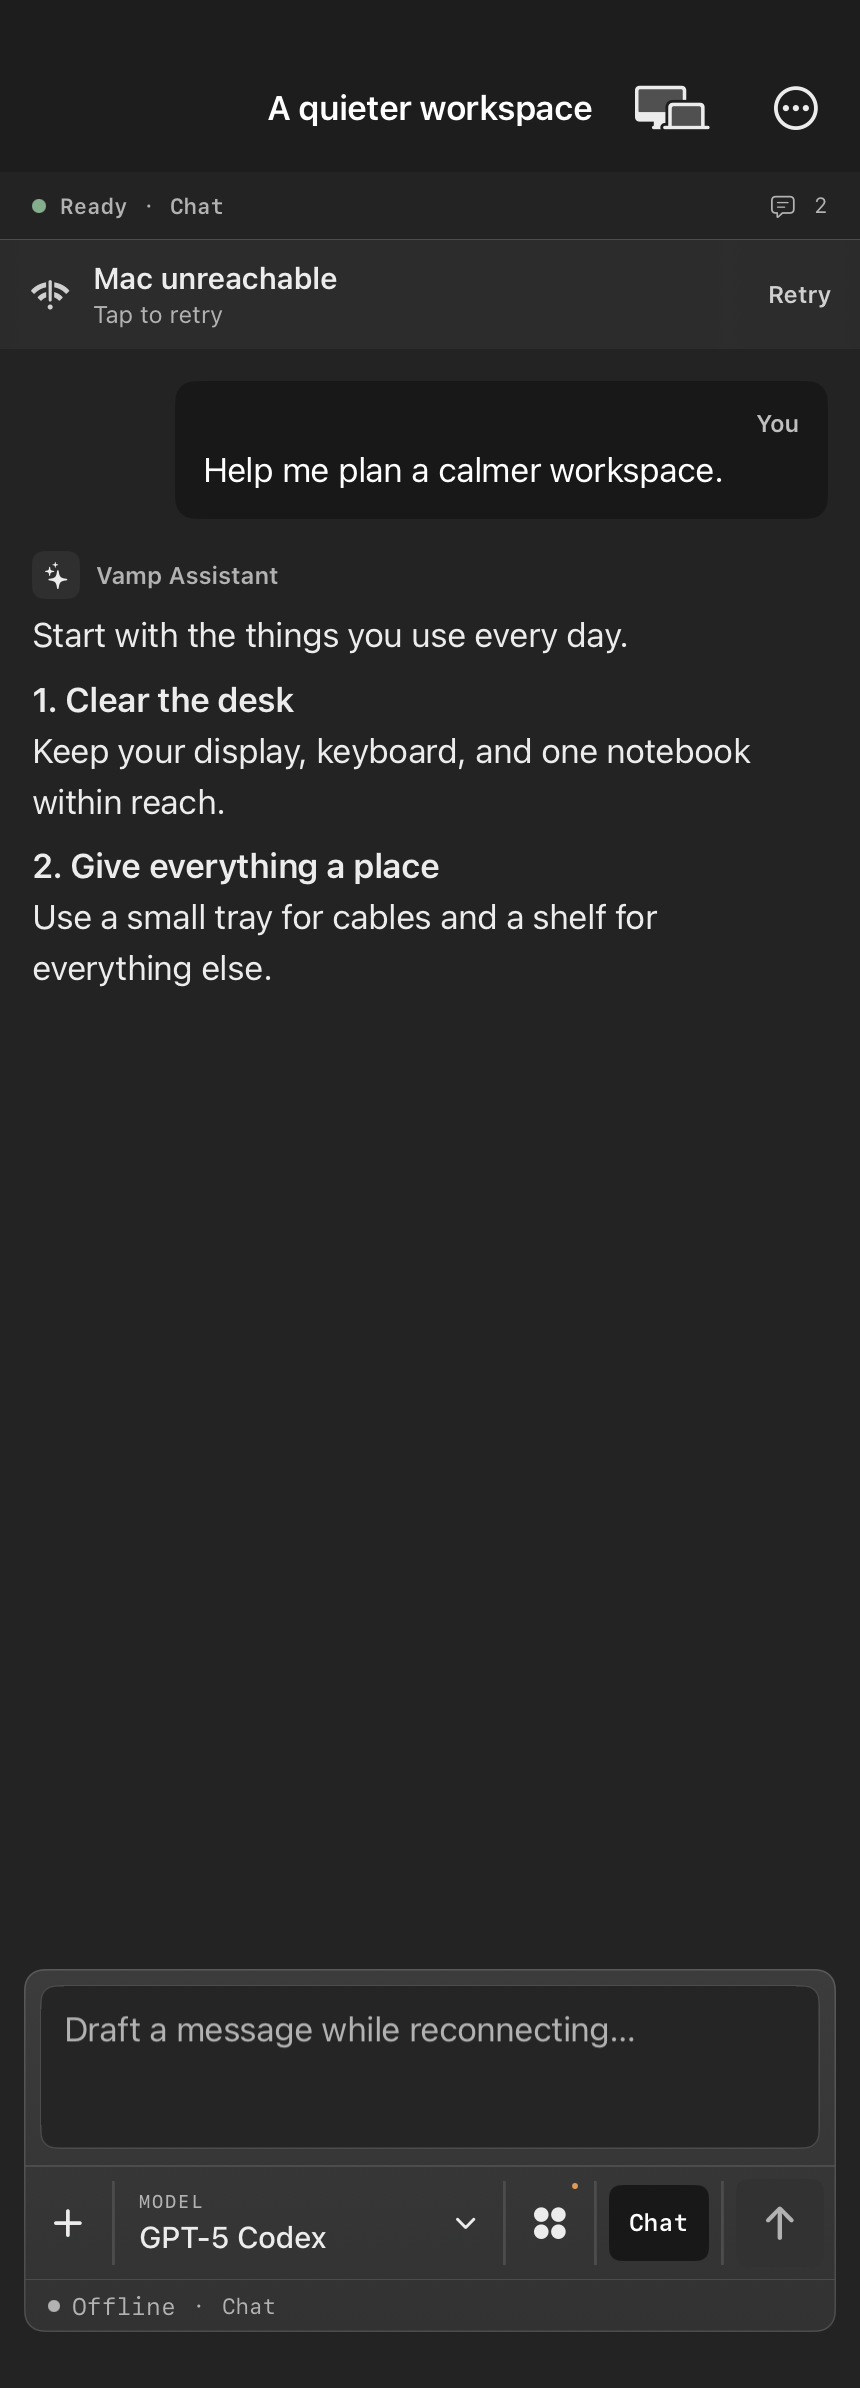 A quieter workspace
Ready · Chat
2
Mac unreachable
Tap to retry
Retry
You
Help me plan a calmer workspace.
Vamp Assistant
Start with the things you use every day.
1. Clear the desk
Keep your display, keyboard, and one notebook
within reach.
2. Give everything a place
Use a small tray for cables and a shelf for
everything else.
Draft a message while reconnecting...
MODEL
GPT-5 Codex
Chat
Offline · Chat